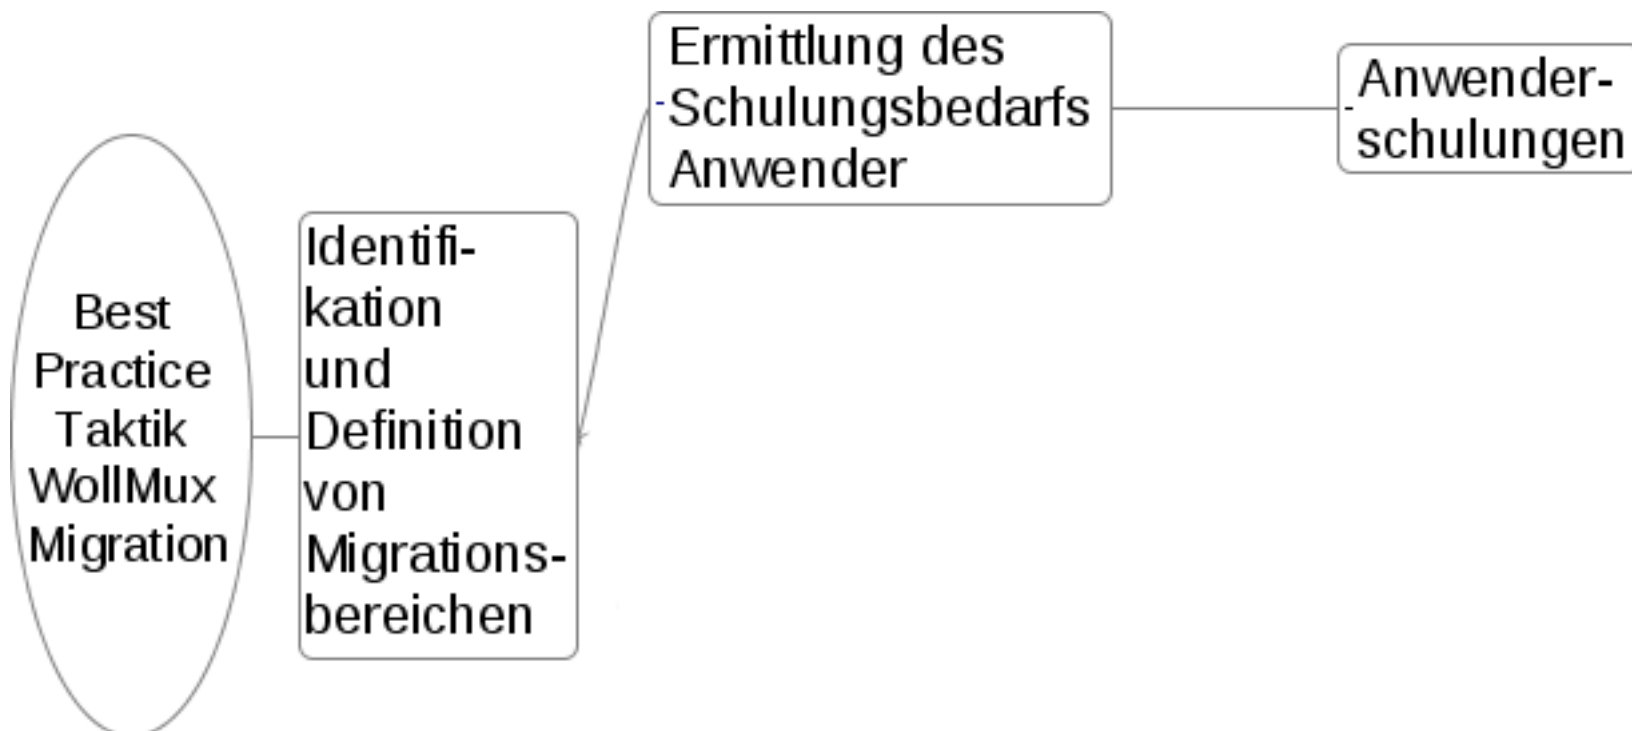 Best
Practice
Taktik
WollMux
Migration
Identifi-
kation
und
Definition
von
Migrations-
bereichen
Ermittlung des
Schulungsbedarfs
Anwender
Anwender-
schulungen